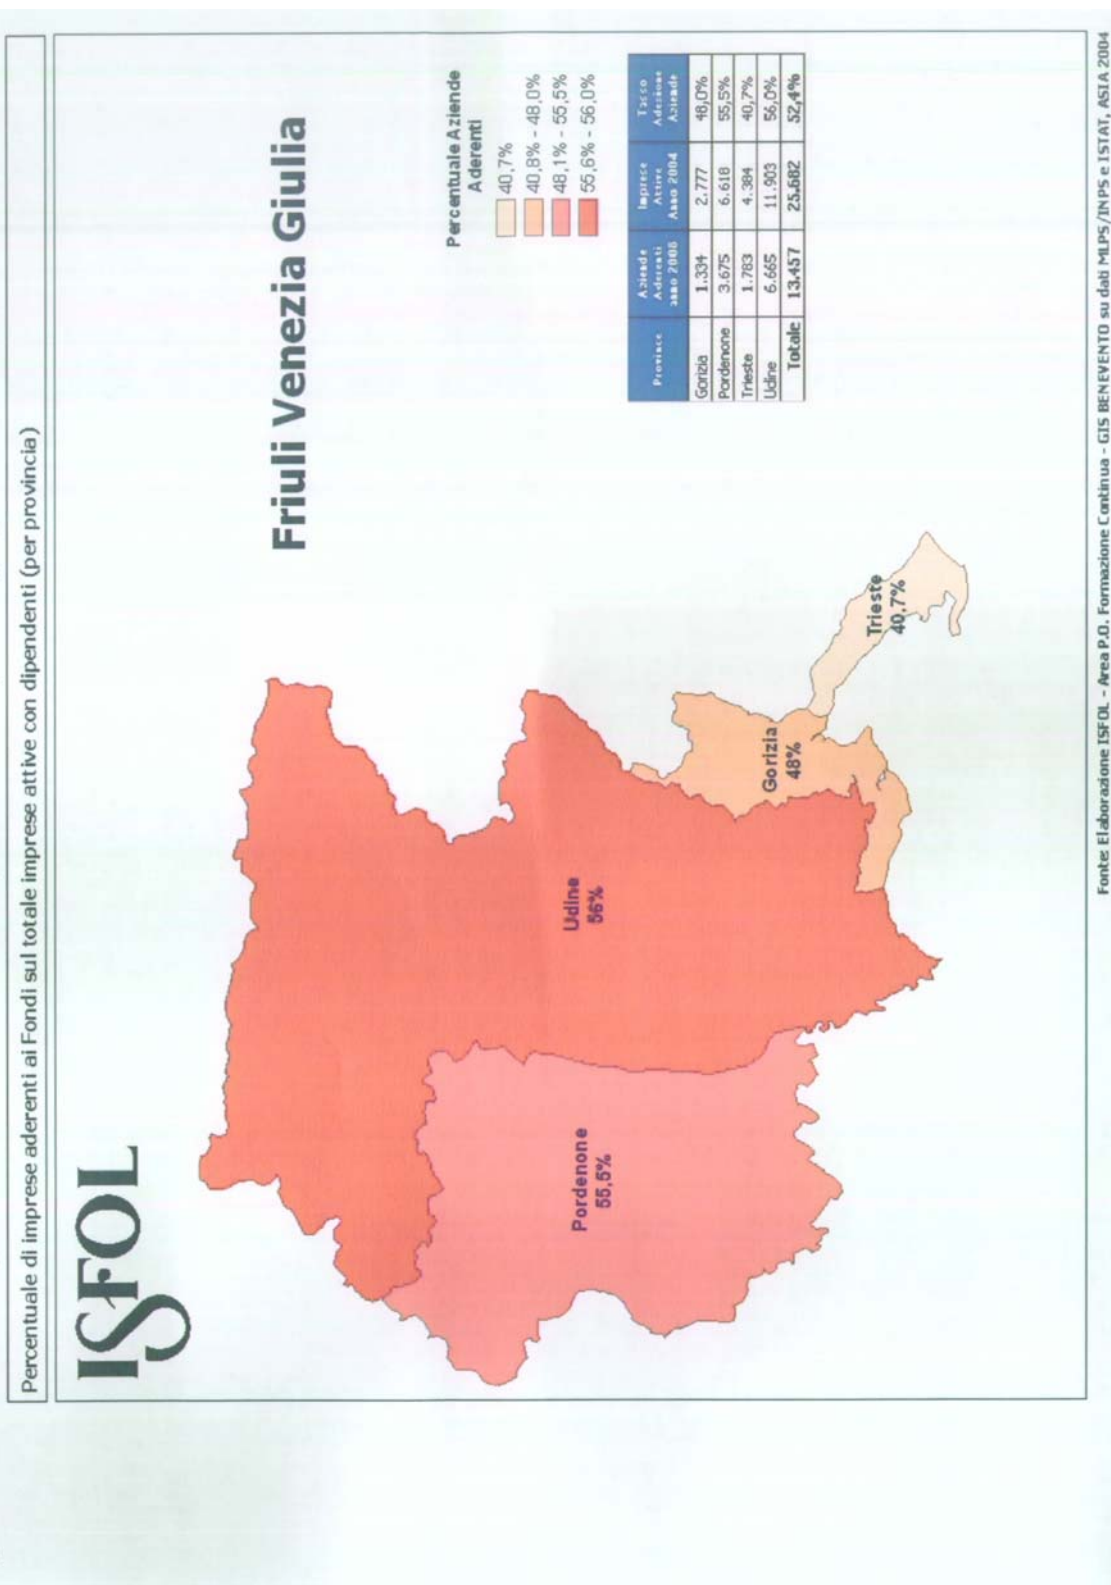 Percentuale di imprese aderenti ai Fondi sul totale imprese attive con dipendenti (per provincia)
ISFOL
Friuli Venezia Giulia
Percentuale Aziende
Aderenti
40,7%
40,8% - 48,0%
48,1% - 55,5%
55,6% - 56,0%
Udine
56%
Pordenone
55,5%
Gorizia
48%
Trieste
40,7%
Province Aziende Aderenti anno 2008 Imprese Attive Anno 2004 Tasso Adesione Aziende
Gorizia 1.334 2.777 48,0%
Pordenone 3.675 6.618 55,5%
Trieste 1.783 4.384 40,7%
Udine 6.665 11.903 56,0%
Totale 13.457 25.682 52,4%
Fonte: Elaborazione ISFOL - Area P.O. Formazione Continua - GIS BENEVENTO su dati MLPS/INPS e ISTAT, ASIA 2004